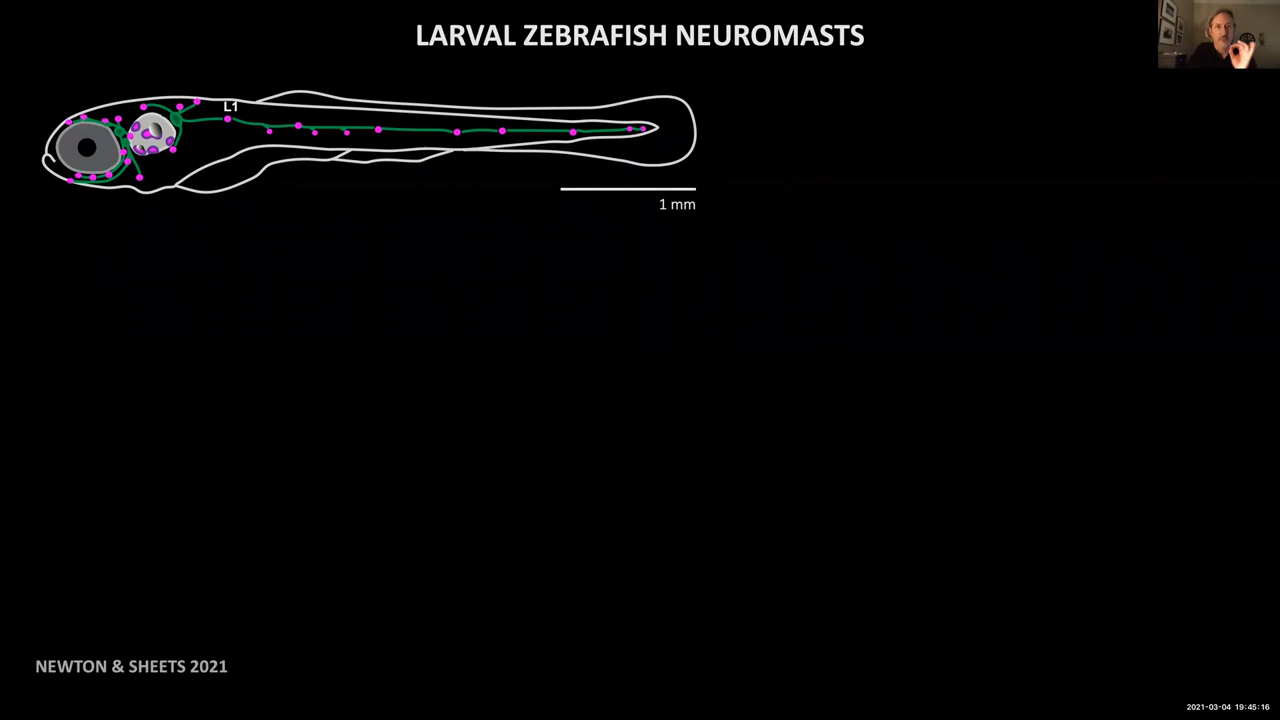 LARVAL ZEBRAFISH NEUROMASTS
L1
1 mm
NEWTON & SHEETS 2021
2021-03-04 19:45:16